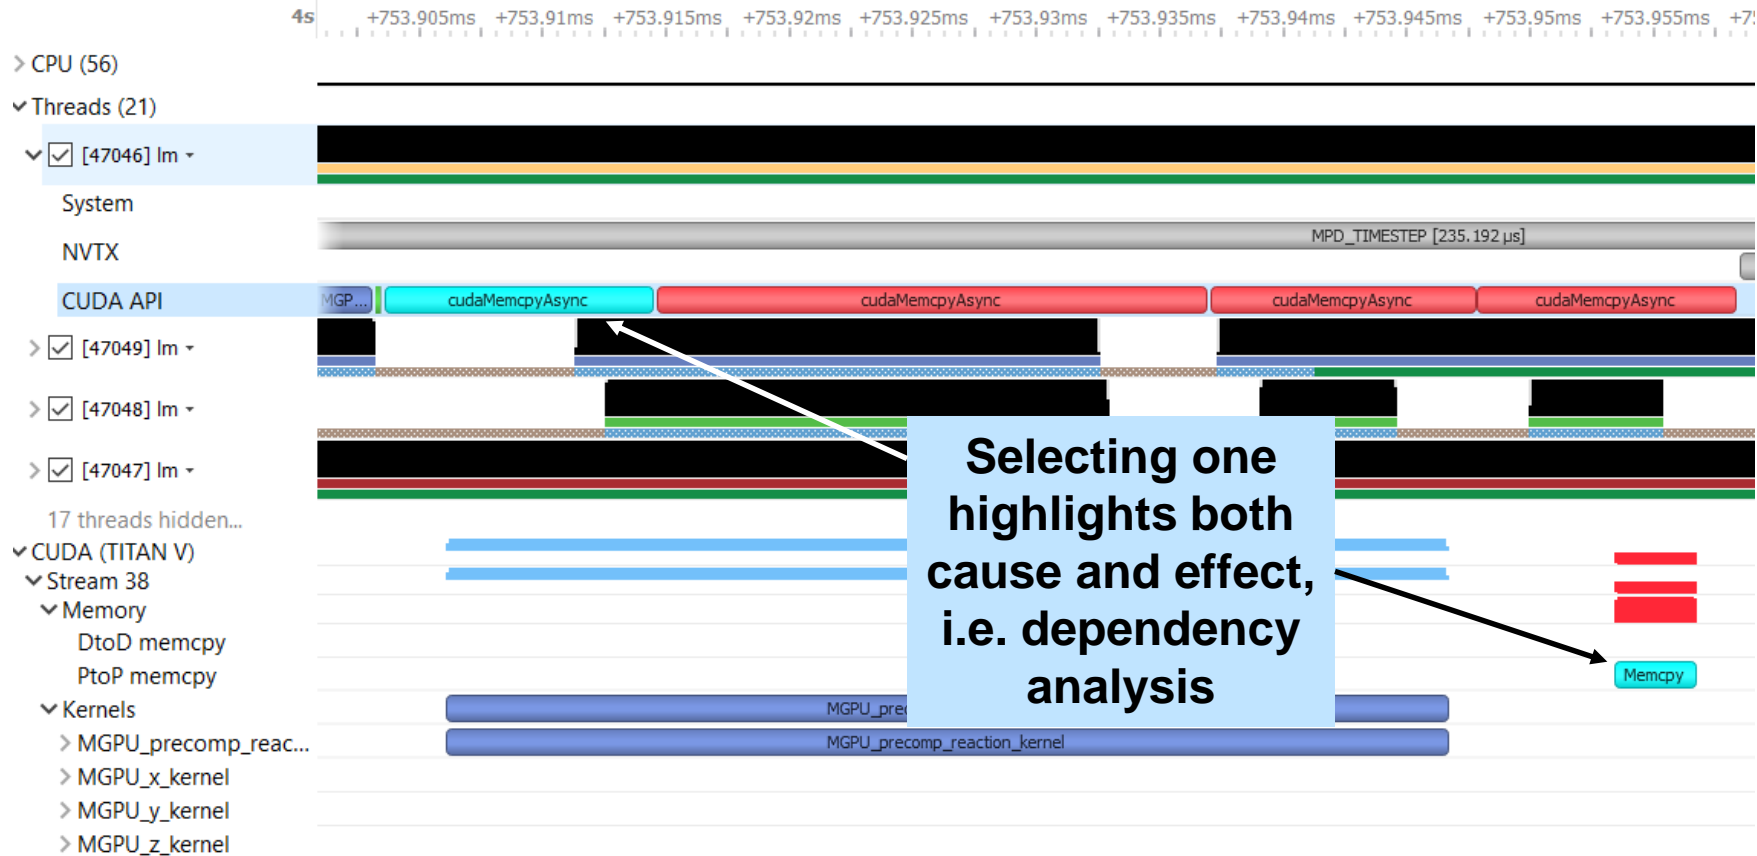 4s +753.905ms +753.91ms +753.915ms +753.92ms +753.925ms +753.93ms +753.935ms +753.94ms +753.945ms +753.95ms +753.955ms
CPU (56)
Threads (21)
[47046] lm
System
MPD_TIMESTEP [235.192 µs]
NVTX
CUDA API
MGP... cudaMemcpyAsync cudaMemcpyAsync cudaMemcpyAsync cudaMemcpyAsync
[47049] lm
[47048] lm
[47047] lm
17 threads hidden...
CUDA (TITAN V)
Stream 38
Memory
DtoD memcpy
PtoP memcpy
Memcpy
Kernels
MGPU_prec
MGPU_precomp_reac...
MGPU_precomp_reaction_kernel
MGPU_x_kernel
MGPU_y_kernel
MGPU_z_kernel
Selecting one
highlights both
cause and effect,
i.e. dependency
analysis